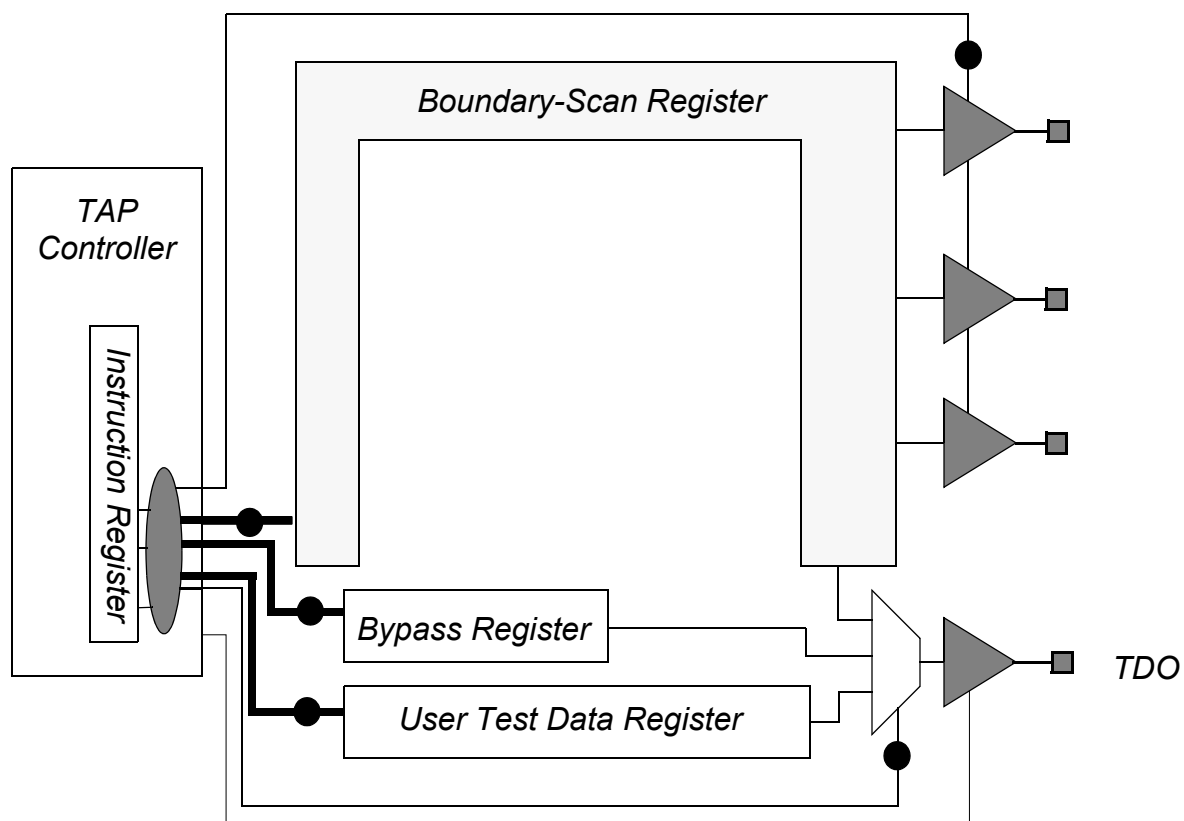 Boundary-Scan Register
TAP
Controller
Instruction Register
Bypass Register
User Test Data Register
TDO